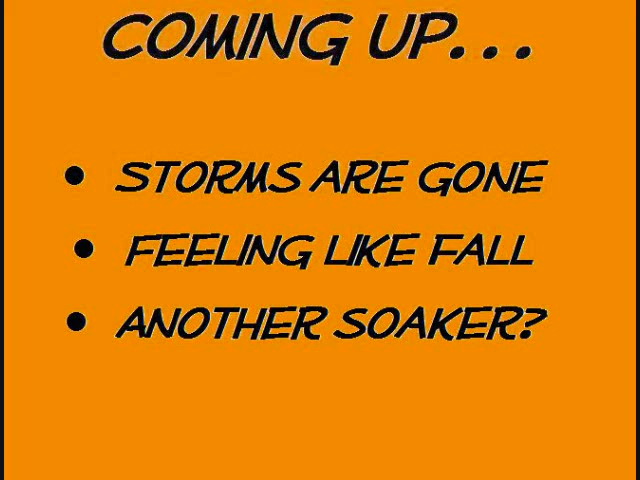 COMING UP...
• STORMS ARE GONE
• FEELING LIKE FALL
• ANOTHER SOAKER?